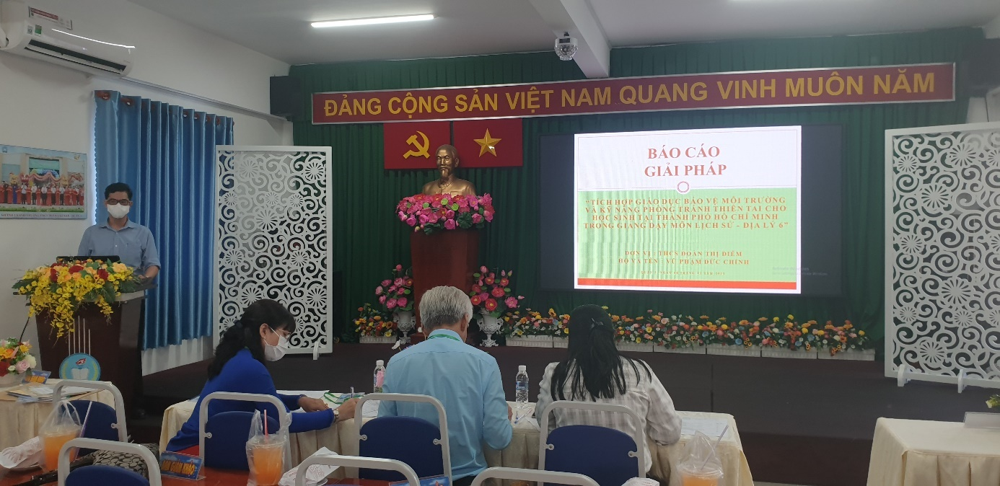 ĐẢNG CỘNG SẢN VIỆT NAM QUANG VINH MUÔN NĂM
BÁO CÁO
GIẢI PHÁP
“TÍCH HỢP GIÁO DỤC BẢO VỆ MÔI TRƯỜNG
VÀ KỸ NĂNG PHÒNG TRÁNH THIÊN TAI CHO
HỌC SINH TẠI THÀNH PHỐ HỒ CHÍ MINH
TRONG GIẢNG DẠY MÔN LỊCH SỬ - ĐỊA LÝ 6”
ĐƠN VỊ : THCS ĐOÀN THỊ ĐIỂM
HỌ VÀ TÊN : VŨ PHẠM ĐỨC CHÍNH
BAN GIÁM KHẢO